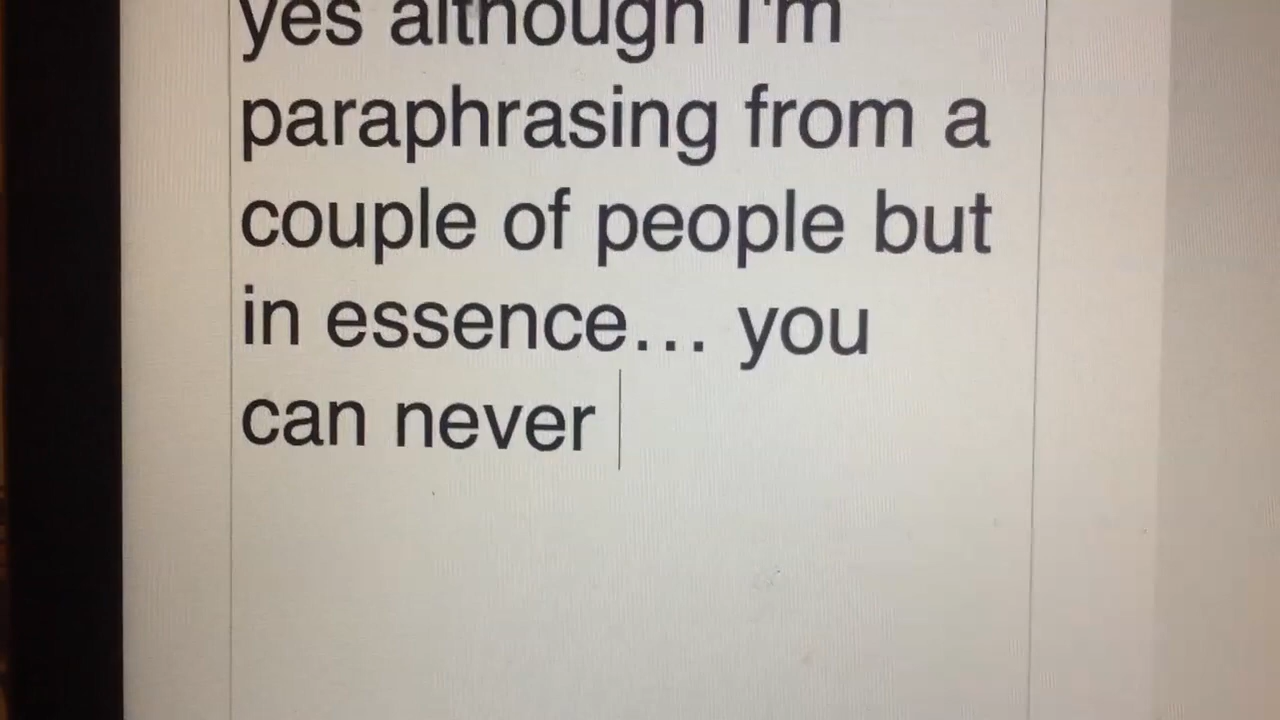 yes although I'm
paraphrasing from a
couple of people but
in essence... you
can never